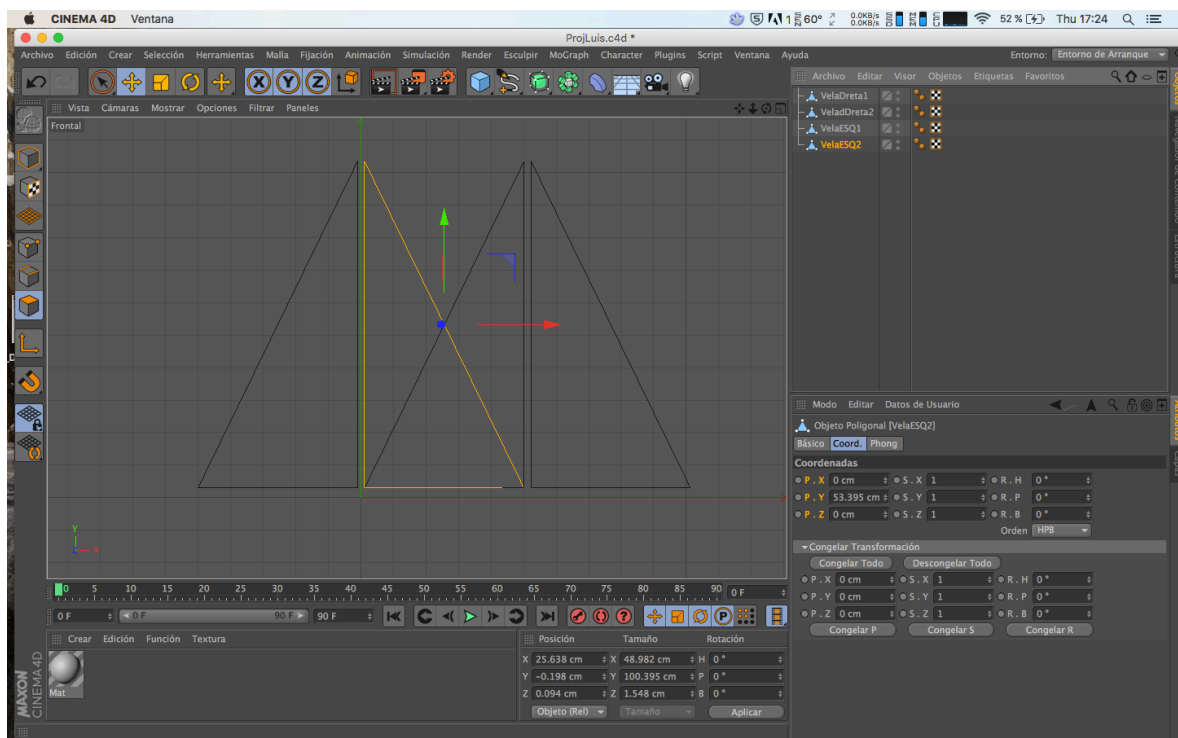 CINEMA 4D Ventana 1 60° 0.0KB/s 0.0KB/s 52 % Thu 17:24
ProjLuis.c4d *
Archivo Edición Crear Selección Herramientas Malla Fijación Animación Simulación Render Esculpir MoGraph Character Plugins Script Ventana Ayuda Entorno: Entorno de Arranque
X Y Z
Archivo Editar Visor Objetos Etiquetas Favoritos
Vista Cámaras Mostrar Opciones Filtrar Paneles
Frontal
VelaDreta1
VeladDreta2
VelaESQ1
VelaESQ2
Modo Editar Datos de Usuario
Objeto Poligonal [VelaESQ2]
Básico Coord. Phong
Coordenadas
P . X 0 cm S . X 1 R . H 0 °
P . Y 53.395 cm S . Y 1 R . P 0 °
P . Z 0 cm S . Z 1 R . B 0 °
Orden HPB
Congelar Transformación
Congelar Todo Descongelar Todo
P . X 0 cm S . X 1 R . H 0 °
P . Y 0 cm S . Y 1 R . P 0 °
P . Z 0 cm S . Z 1 R . B 0 °
Congelar P Congelar S Congelar R
Y
X
0 5 10 15 20 25 30 35 40 45 50 55 60 65 70 75 80 85 90 0 F
0 F 0 F 90 F 90 F P
Crear Edición Función Textura
Mat
Posición Tamaño Rotación
X 25.638 cm X 48.982 cm H 0 °
Y -0.198 cm Y 100.395 cm P 0 °
Z 0.094 cm Z 1.548 cm B 0 °
Objeto (Rel) Tamaño Aplicar
MAXON
CINEMA 4D